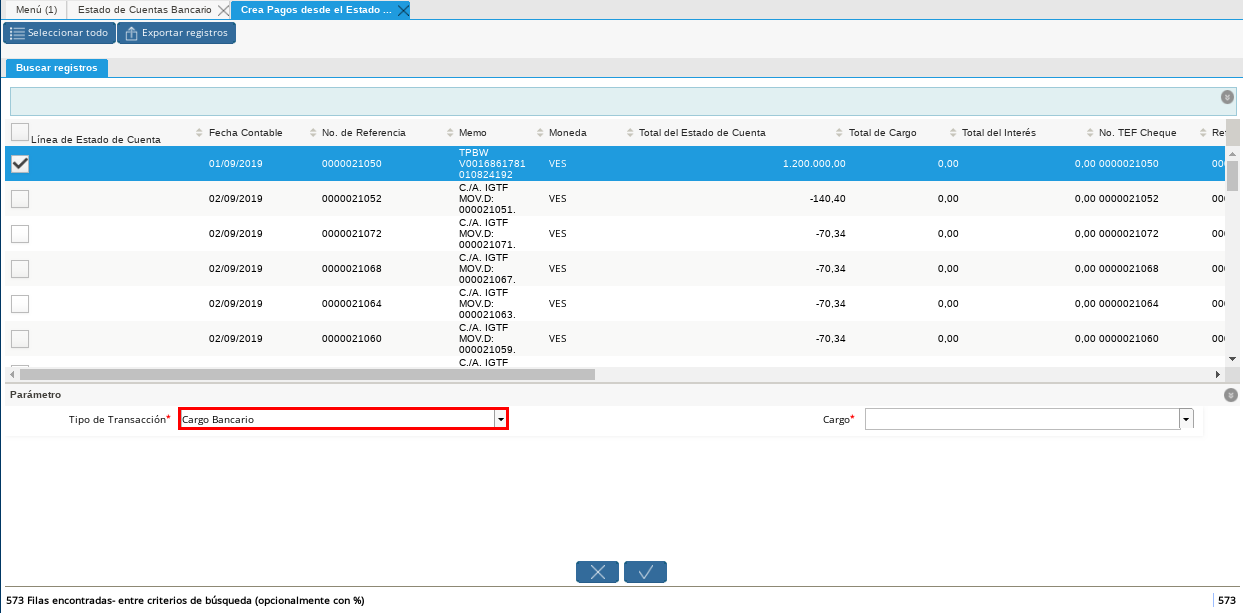 Menú (1) Estado de Cuentas Bancario Crea Pagos desde el Estado ...
Seleccionar todo Exportar registros
Buscar registros
Línea de Estado de Cuenta Fecha Contable No. de Referencia Memo Moneda Total del Estado de Cuenta Total de Cargo Total del Interés No. TEF Cheque
TPBW
01/09/2019 0000021050 V0016861781 VES 1.200.000,00 0,00 0,00 0000021050
010824192
C./A. IGTF
02/09/2019 0000021052 MOV.D: VES -140,40 0,00 0,00 0000021052
000021051.
C./A. IGTF
02/09/2019 0000021072 MOV.D: VES -70,34 0,00 0,00 0000021072
000021071.
C./A. IGTF
02/09/2019 0000021068 MOV.D: VES -70,34 0,00 0,00 0000021068
000021067.
C./A. IGTF
02/09/2019 0000021064 MOV.D: VES -70,34 0,00 0,00 0000021064
000021063.
C./A. IGTF
02/09/2019 0000021060 MOV.D: VES -70,34 0,00 0,00 0000021060
000021059.
C./A. IGTF
Parámetro
Tipo de Transacción* Cargo Bancario Cargo*
573 Filas encontradas- entre criterios de búsqueda (opcionalmente con %) 573